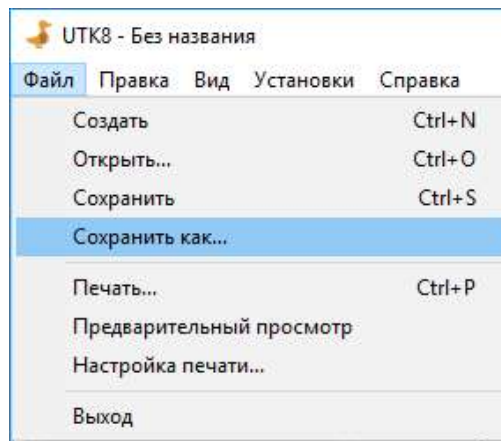 UTK8 - Без названия
Файл Правка Вид Установки Справка
Создать Ctrl+N
Открыть... Ctrl+O
Сохранить Ctrl+S
Сохранить как...
Печать... Ctrl+P
Предварительный просмотр
Настройка печати...
Выход